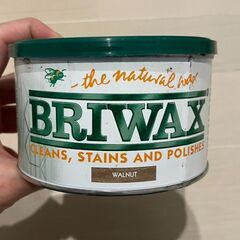 - the natural wax
BRIWAX
CLEANS, STAINS AND POLISHES
WALNUT